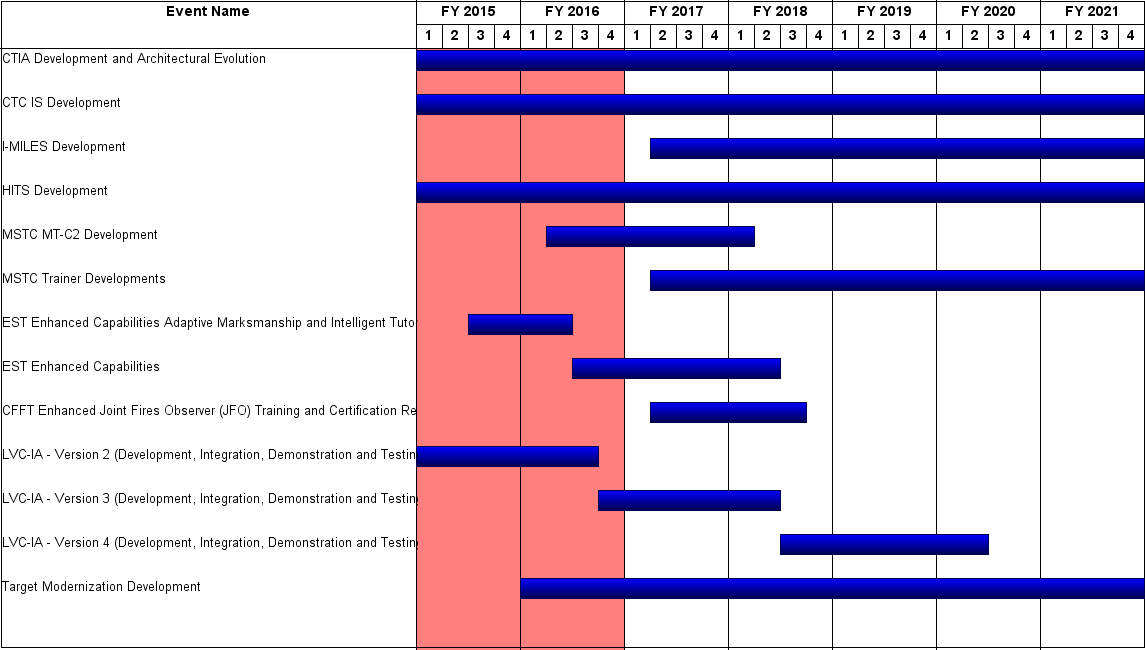 Event Name FY 2015 FY 2016 FY 2017 FY 2018 FY 2019 FY 2020 FY 2021
1 2 3 4 1 2 3 4 1 2 3 4 1 2 3 4 1 2 3 4 1 2 3 4 1 2 3 4
CTIA Development and Architectural Evolution
CTC IS Development
I-MILES Development
HITS Development
MSTC MT-C2 Development
MSTC Trainer Developments
EST Enhanced Capabilities Adaptive Marksmanship and Intelligent Tuto
EST Enhanced Capabilities
CFFT Enhanced Joint Fires Observer (JFO) Training and Certification Re
LVC-IA - Version 2 (Development, Integration, Demonstration and Testin
LVC-IA - Version 3 (Development, Integration, Demonstration and Testin
LVC-IA - Version 4 (Development, Integration, Demonstration and Testin
Target Modernization Development